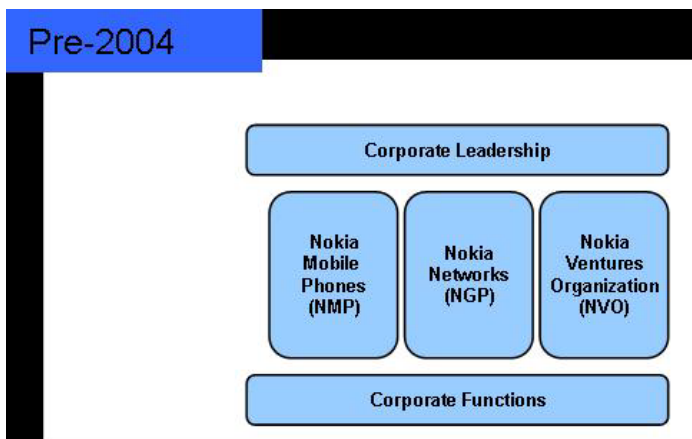 Pre-2004
Corporate Leadership
Nokia
Mobile
Phones
(NMP)
Nokia
Networks
(NGP)
Nokia
Ventures
Organization
(NVO)
Corporate Functions